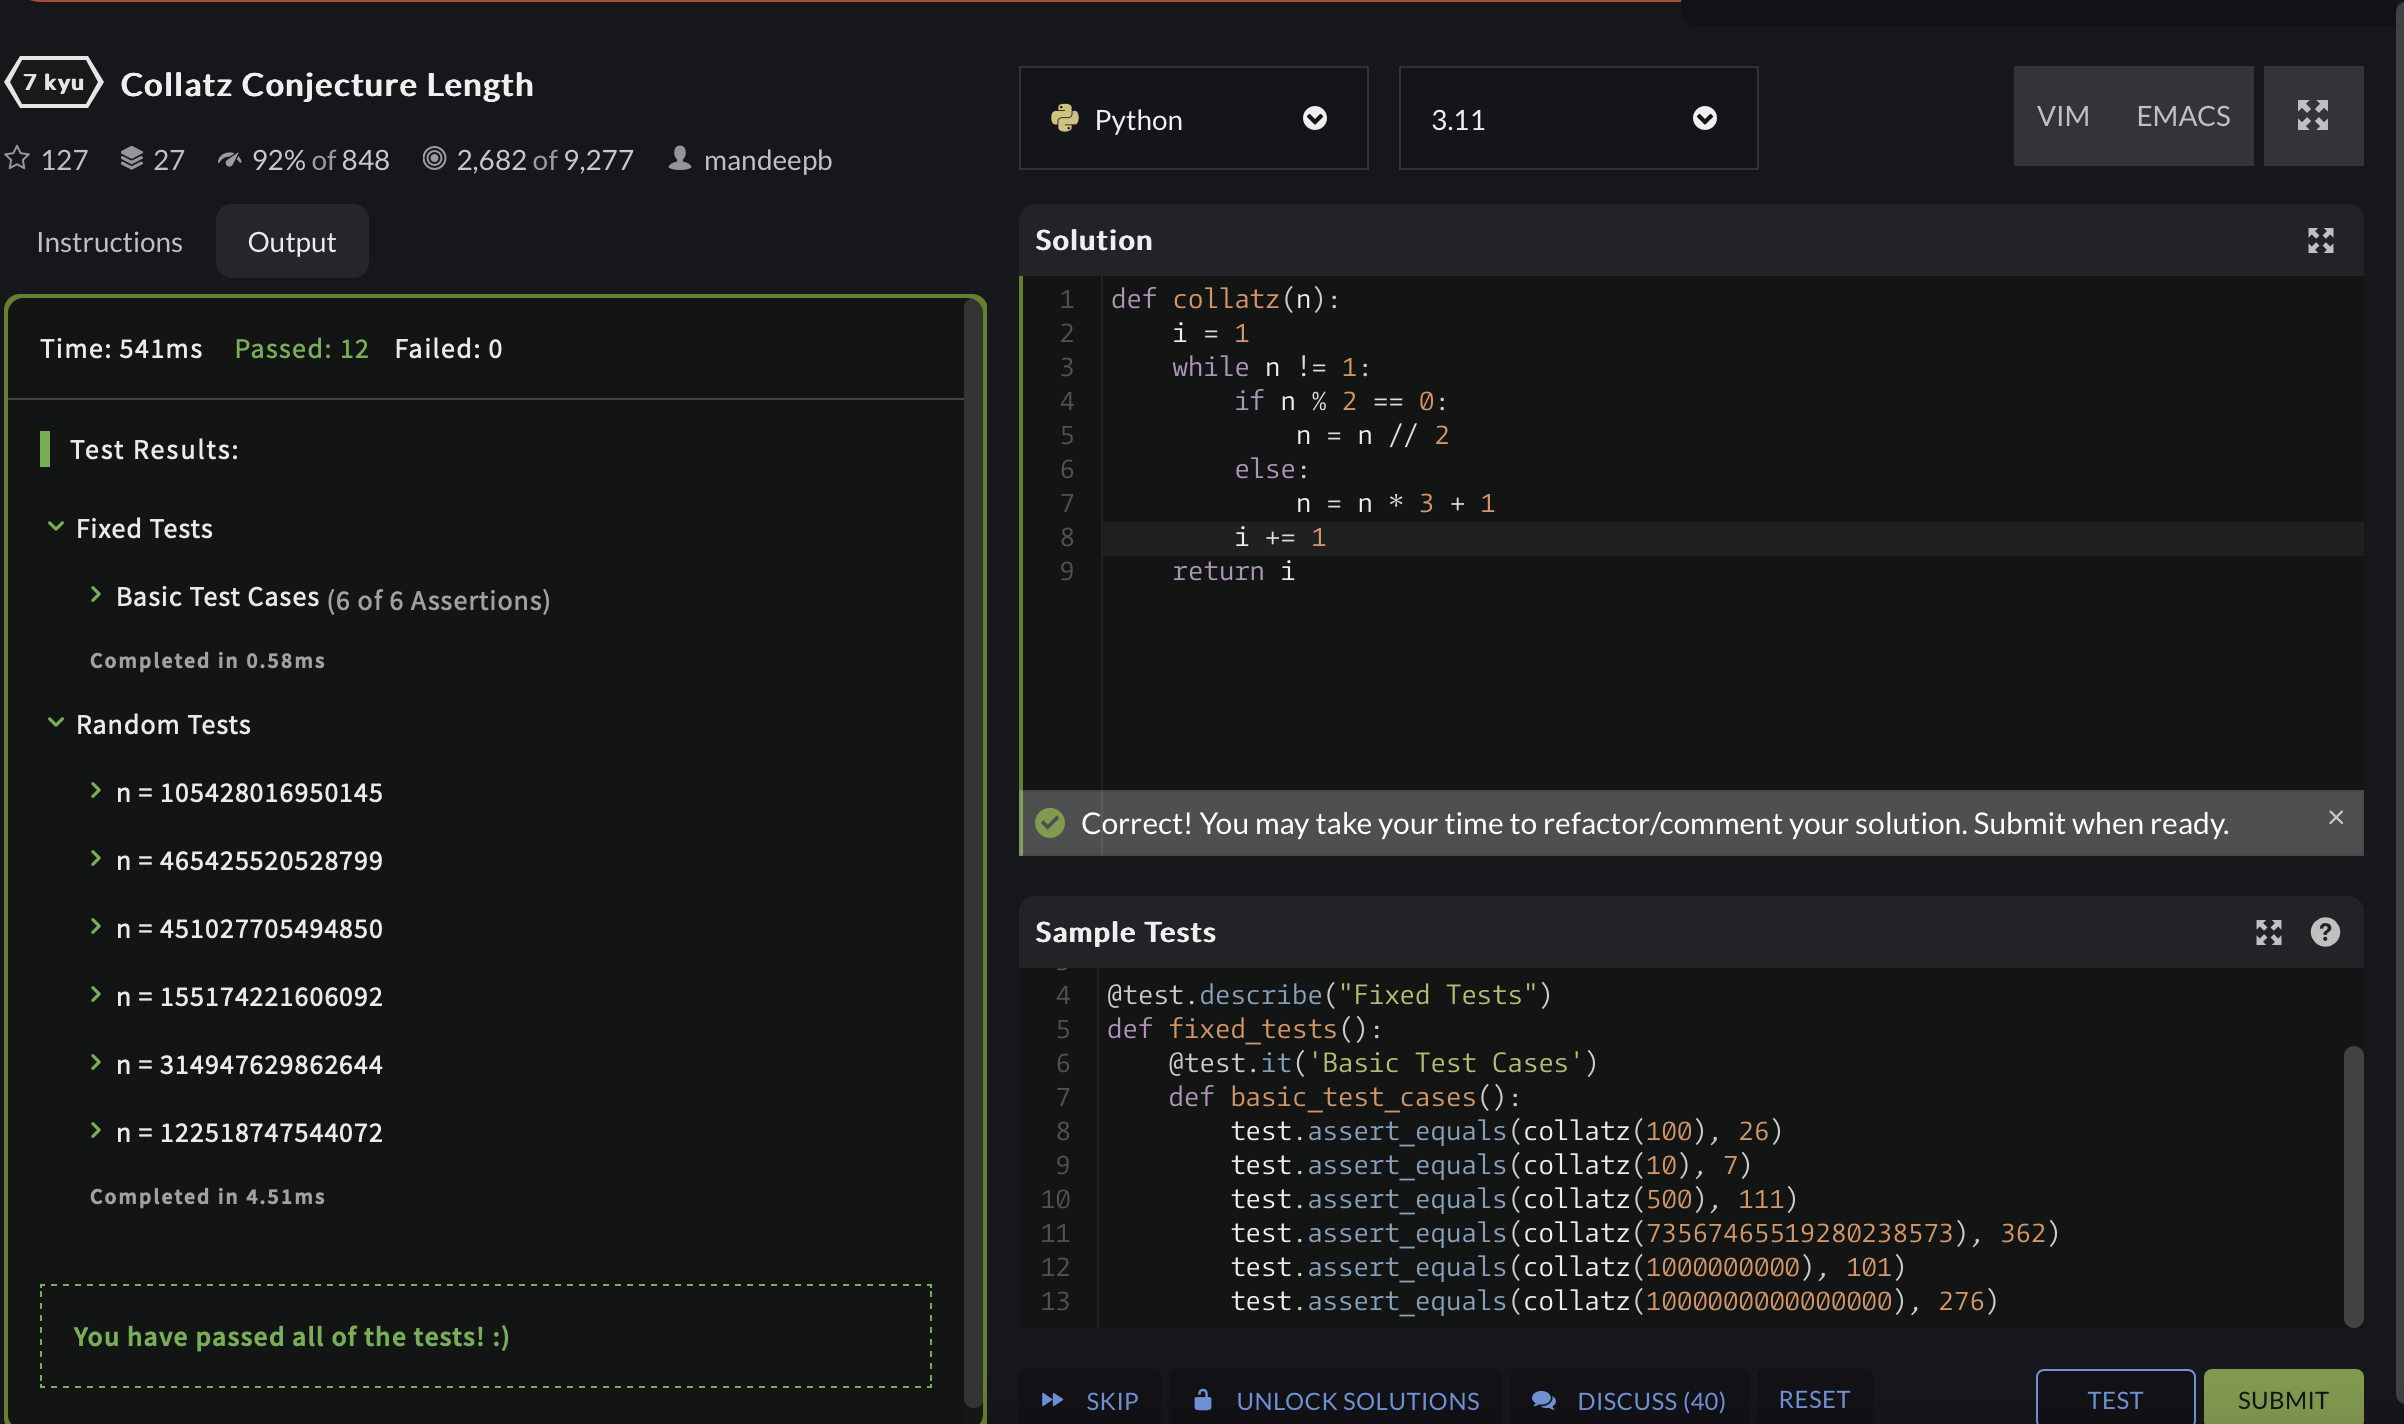 7 kyu Collatz Conjecture Length
127 27 92% of 848 2,682 of 9,277 mandeepb
Instructions Output
Time: 541ms Passed: 12 Failed: 0
Test Results:
Fixed Tests
Basic Test Cases (6 of 6 Assertions)
Completed in 0.58ms
Random Tests
n = 105428016950145
n = 465425520528799
n = 451027705494850
n = 155174221606092
n = 314947629862644
n = 122518747544072
Completed in 4.51ms
You have passed all of the tests! :)
Python 3.11 VIM EMACS
Solution
1 def collatz(n):
2     i = 1
3     while n != 1:
4         if n % 2 == 0:
5             n = n // 2
6         else:
7             n = n * 3 + 1
8         i += 1
9     return i
Correct! You may take your time to refactor/comment your solution. Submit when ready. ×
Sample Tests ?
4 @test.describe("Fixed Tests")
5 def fixed_tests():
6     @test.it('Basic Test Cases')
7     def basic_test_cases():
8         test.assert_equals(collatz(100), 26)
9         test.assert_equals(collatz(10), 7)
10         test.assert_equals(collatz(500), 111)
11         test.assert_equals(collatz(73567465519280238573), 362)
12         test.assert_equals(collatz(1000000000), 101)
13         test.assert_equals(collatz(1000000000000000), 276)
SKIP UNLOCK SOLUTIONS DISCUSS (40) RESET TEST SUBMIT